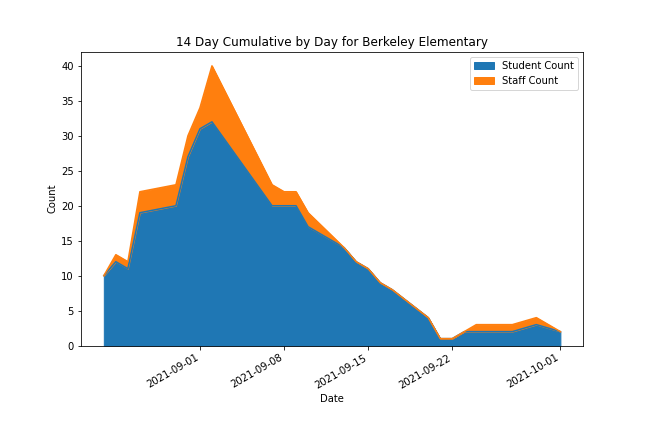 14 Day Cumulative by Day for Berkeley Elementary
Student Count
Staff Count
Count
40
35
30
25
20
15
10
5
0
2021-09-01
2021-09-08
2021-09-15
2021-09-22
2021-10-01
Date